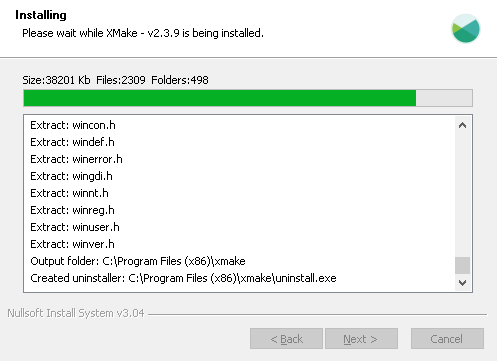 Installing
Please wait while XMake - v2.3.9 is being installed.
Size:38201 Kb  Files:2309  Folders:498
Extract: wincon.h
Extract: windef.h
Extract: winerror.h
Extract: wingdi.h
Extract: winnt.h
Extract: winreg.h
Extract: winuser.h
Extract: winver.h
Output folder: C:\Program Files (x86)\xmake
Created uninstaller: C:\Program Files (x86)\xmake\uninstall.exe
Nullsoft Install System v3.04
< Back
Next >
Cancel